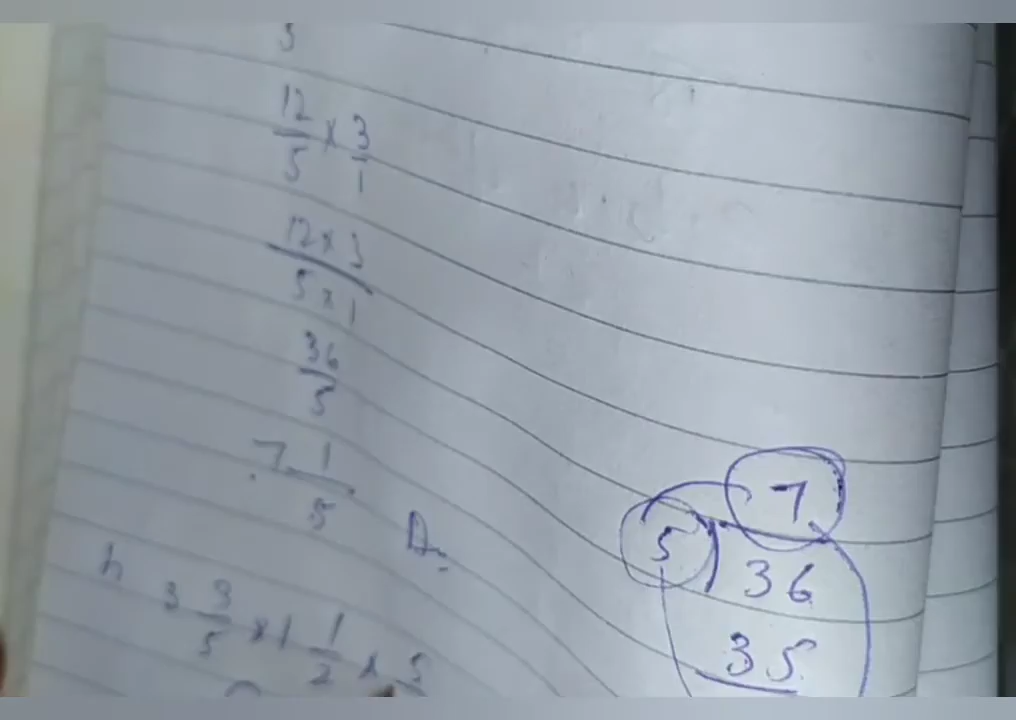 12/5 × 3/1
12 × 3 / 5 × 1
36/5
7 1/5
h 3 3/5 × 1 1/2 × 5
7
5) 36
35